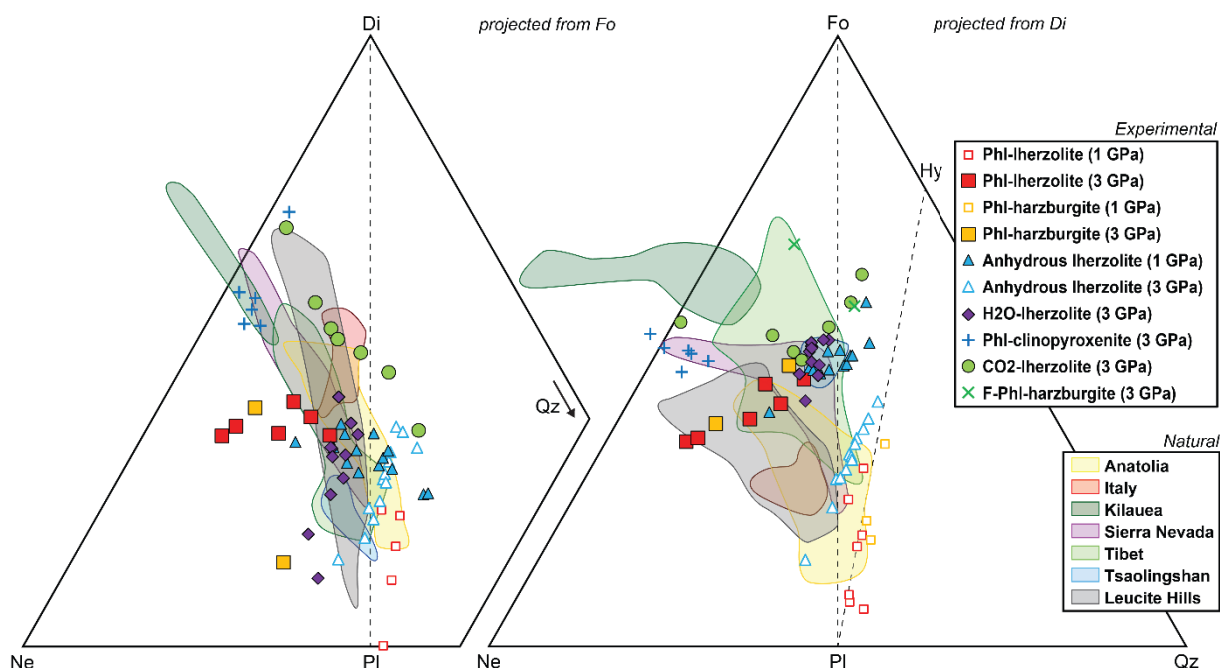 Di
projected from Fo
Qz
Ne
Pl
Fo
projected from Di
Hy
Ne
Pl
Qz
Experimental
Phl-lherzolite (1 GPa)
Phl-lherzolite (3 GPa)
Phl-harzburgite (1 GPa)
Phl-harzburgite (3 GPa)
Anhydrous lherzolite (1 GPa)
Anhydrous lherzolite (3 GPa)
H2O-lherzolite (3 GPa)
Phl-clinopyroxenite (3 GPa)
CO2-lherzolite (3 GPa)
F-Phl-harzburgite (3 GPa)
Natural
Anatolia
Italy
Kilauea
Sierra Nevada
Tibet
Tsaolingshan
Leucite Hills